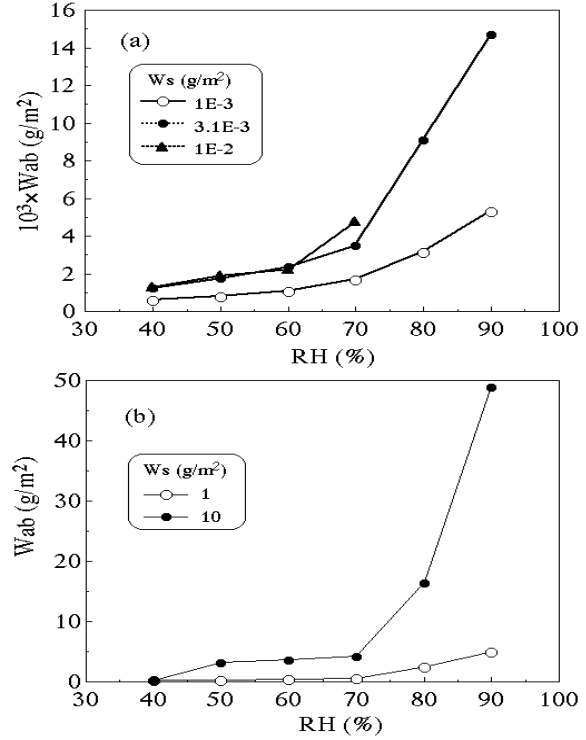 16
14
12
10
8
6
4
2
0
10³×Wab (g/m²)
(a)
Ws (g/m²)
1E-3
3.1E-3
1E-2
30 40 50 60 70 80 90 100
RH (%)
50
40
30
20
10
0
Wab (g/m²)
(b)
Ws (g/m²)
1
10
30 40 50 60 70 80 90 100
RH (%)